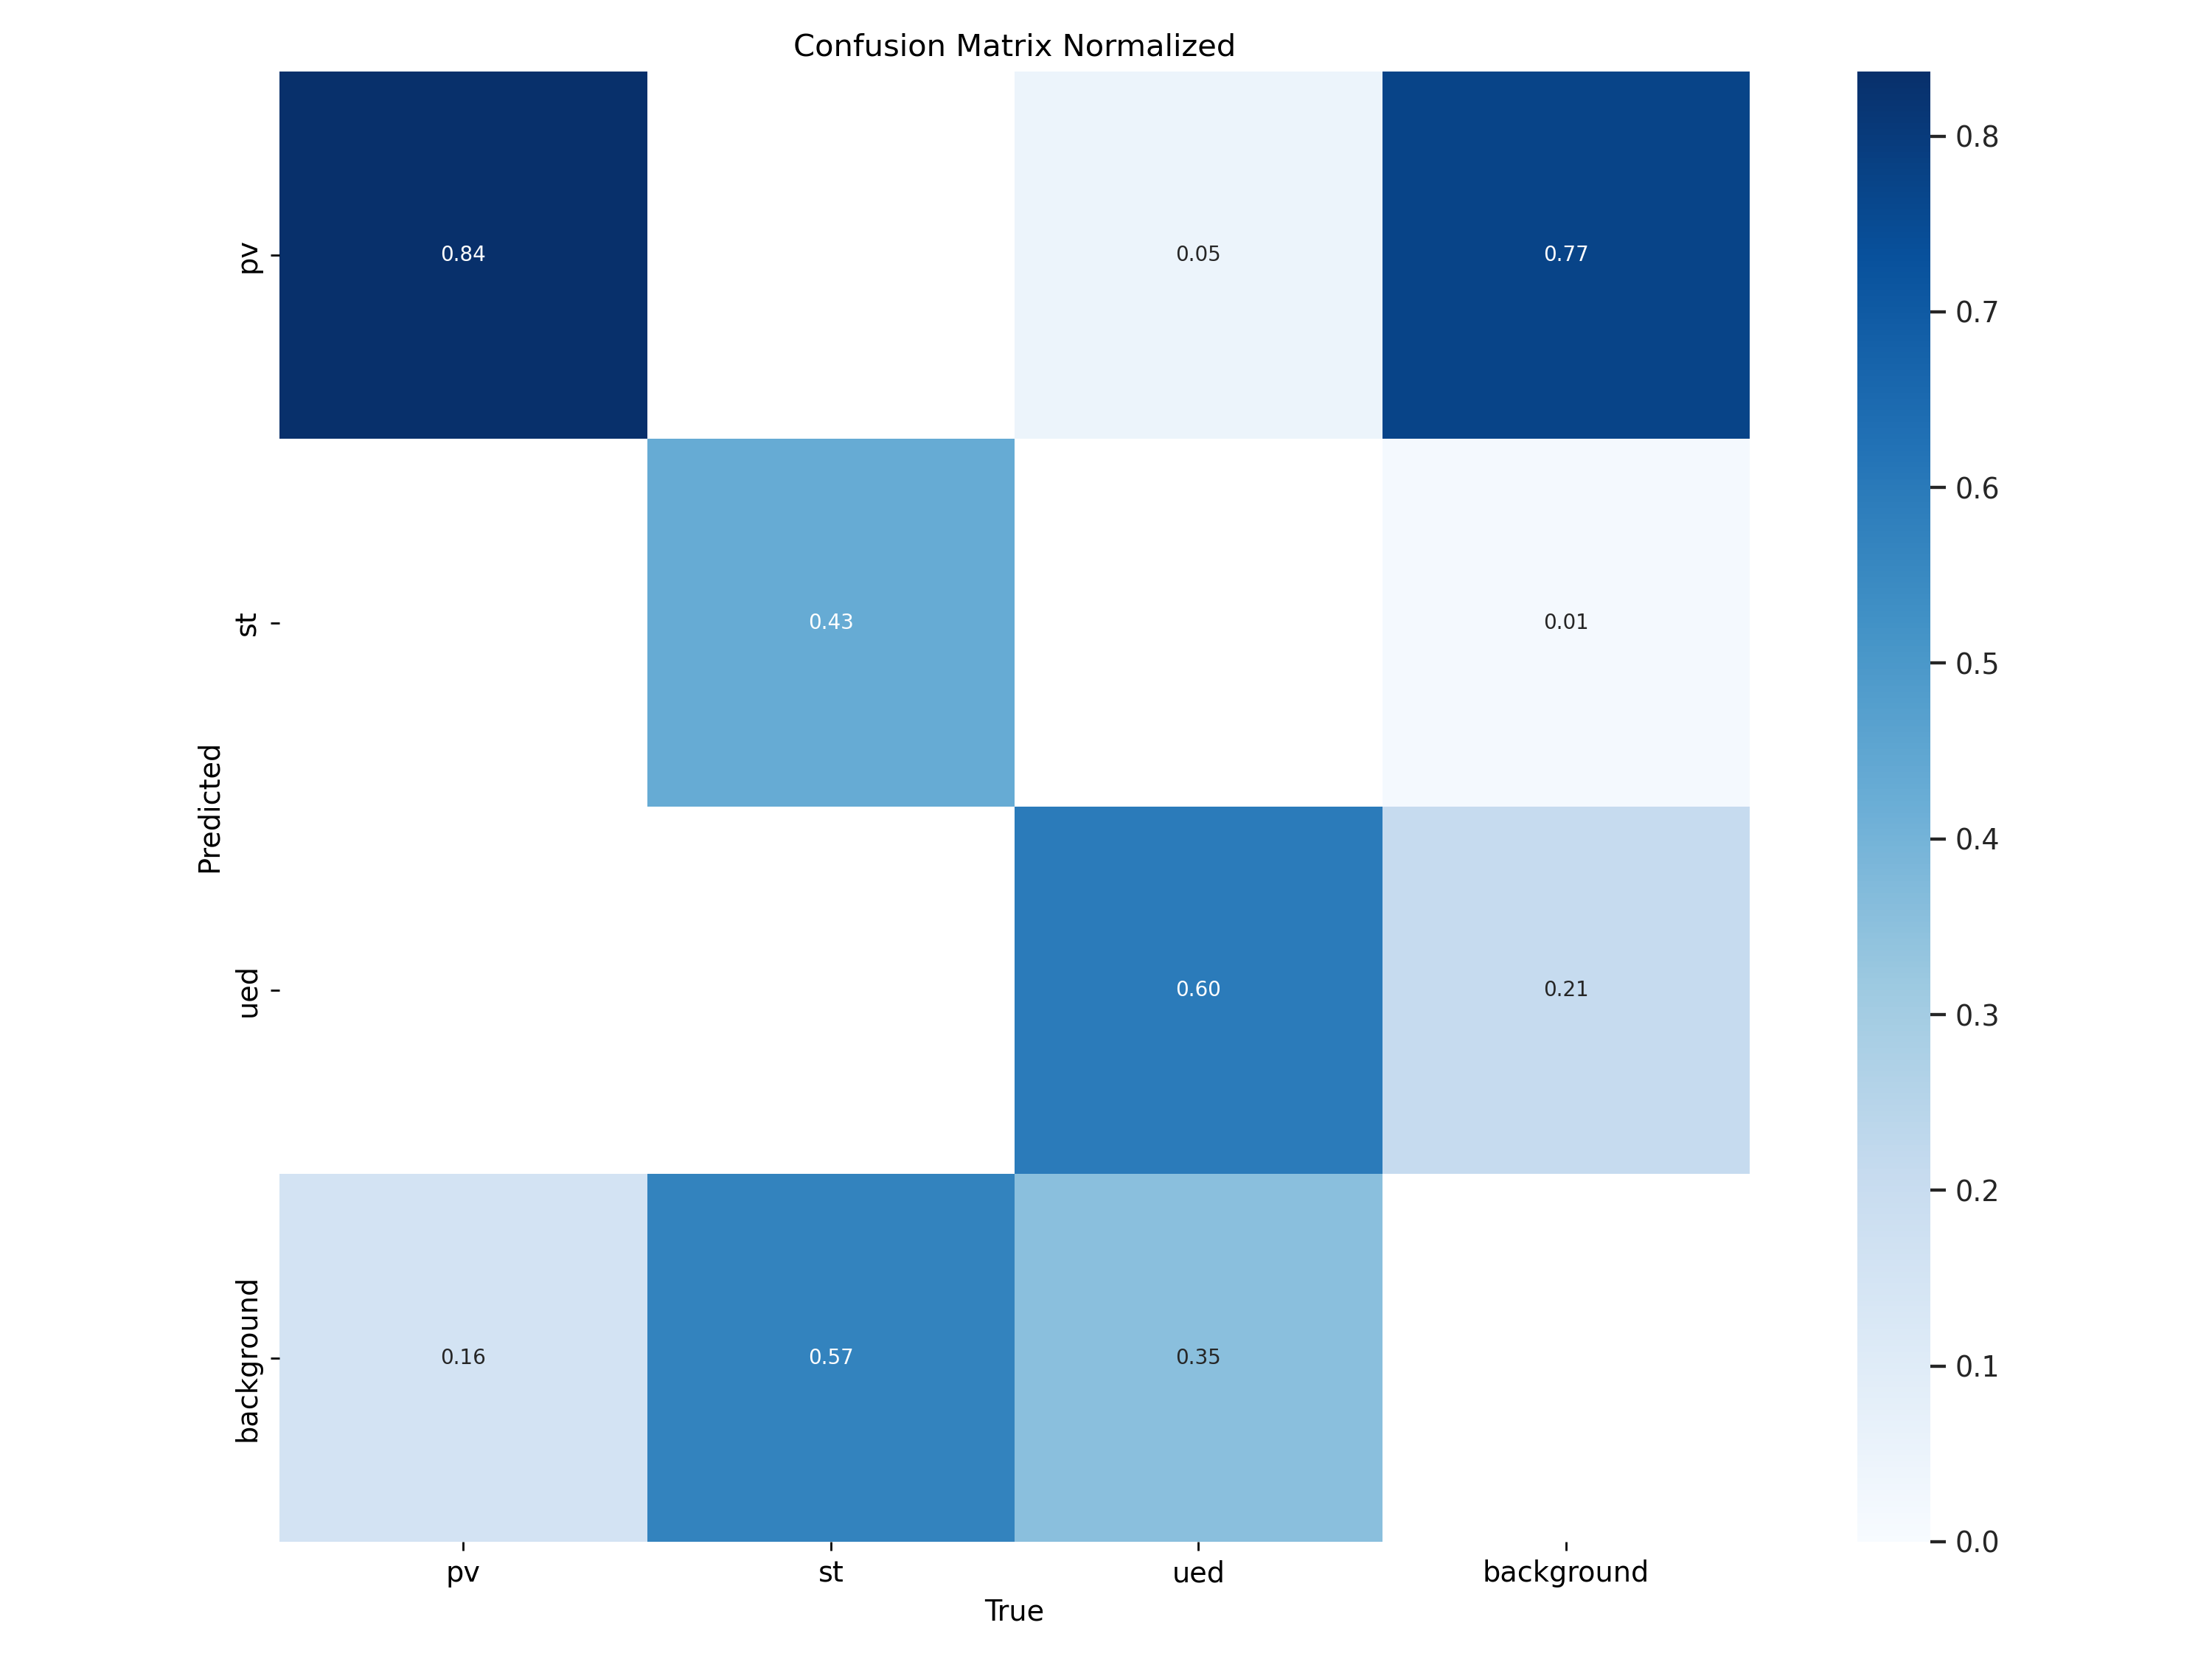 Confusion Matrix Normalized
pv
0.84
0.05
0.77
st
0.43
0.01
ued
0.60
0.21
background
0.16
0.57
0.35
Predicted
pv
st
ued
background
True
0.8
0.7
0.6
0.5
0.4
0.3
0.2
0.1
0.0